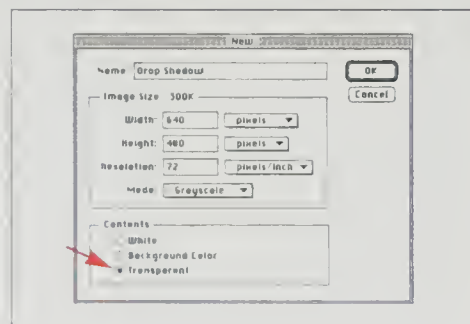 New
Name: Drop Shadow
OK
Cancel
Image Size: 300K
Width: 640 pixels
Height: 480 pixels
Resolution: 72 pixels/inch
Mode: Grayscale
Contents
White
Background Color
Transparent